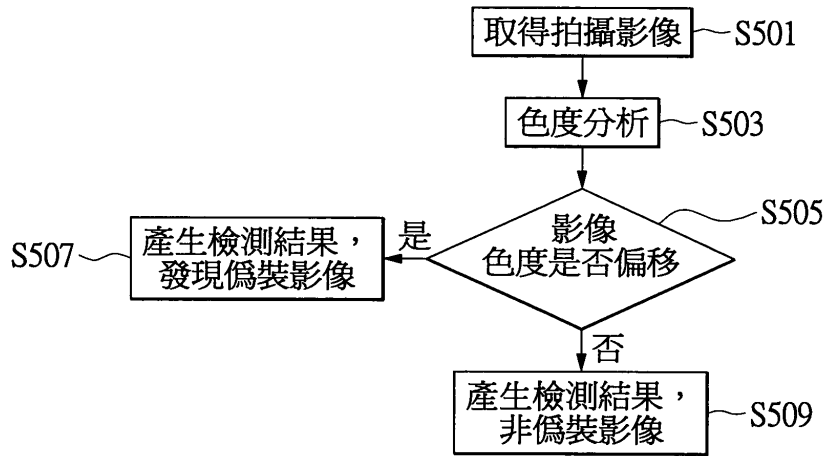 取得拍攝影像
S501
色度分析
S503
影像
色度是否偏移
S505
是
產生檢測結果，
發現偽裝影像
S507
否
產生檢測結果，
非偽裝影像
S509